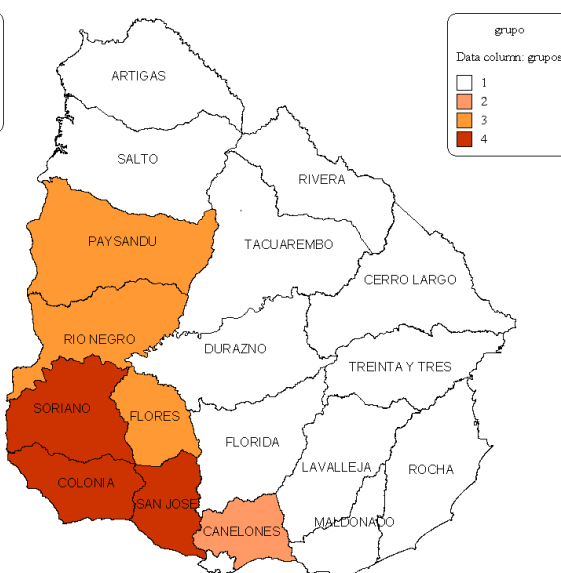 grupo
Data column: grupos
1
2
3
4
ARTIGAS
SALTO
RIVERA
PAYSANDU
TACUAREMBO
CERRO LARGO
RIO NEGRO
DURAZNO
TREINTA Y TRES
SORIANO
FLORES
FLORIDA
LAVALLEJA
ROCHA
COLONIA
SAN JOSE
MALDONADO
CANELONES